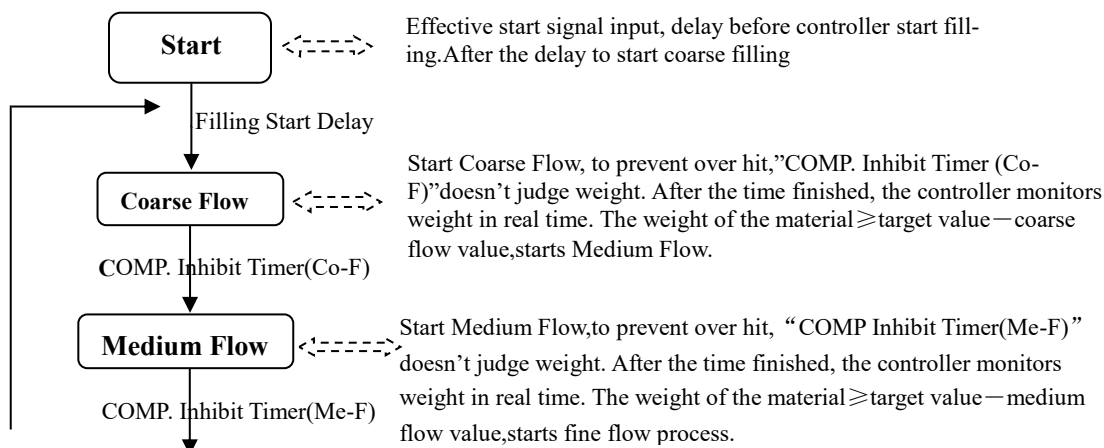 Start
Effective start signal input, delay before controller start fill-
ing.After the delay to start coarse filling
Filling Start Delay
Coarse Flow
Start Coarse Flow, to prevent over hit,”COMP. Inhibit Timer (Co-
F)”doesn’t judge weight. After the time finished, the controller monitors
weight in real time. The weight of the material≥target value－coarse
flow value,starts Medium Flow.
COMP. Inhibit Timer(Co-F)
Medium Flow
Start Medium Flow,to prevent over hit,“COMP Inhibit Timer(Me-F)”
doesn’t judge weight. After the time finished, the controller monitors
weight in real time. The weight of the material≥target value－medium
flow value,starts fine flow process.
COMP. Inhibit Timer(Me-F)